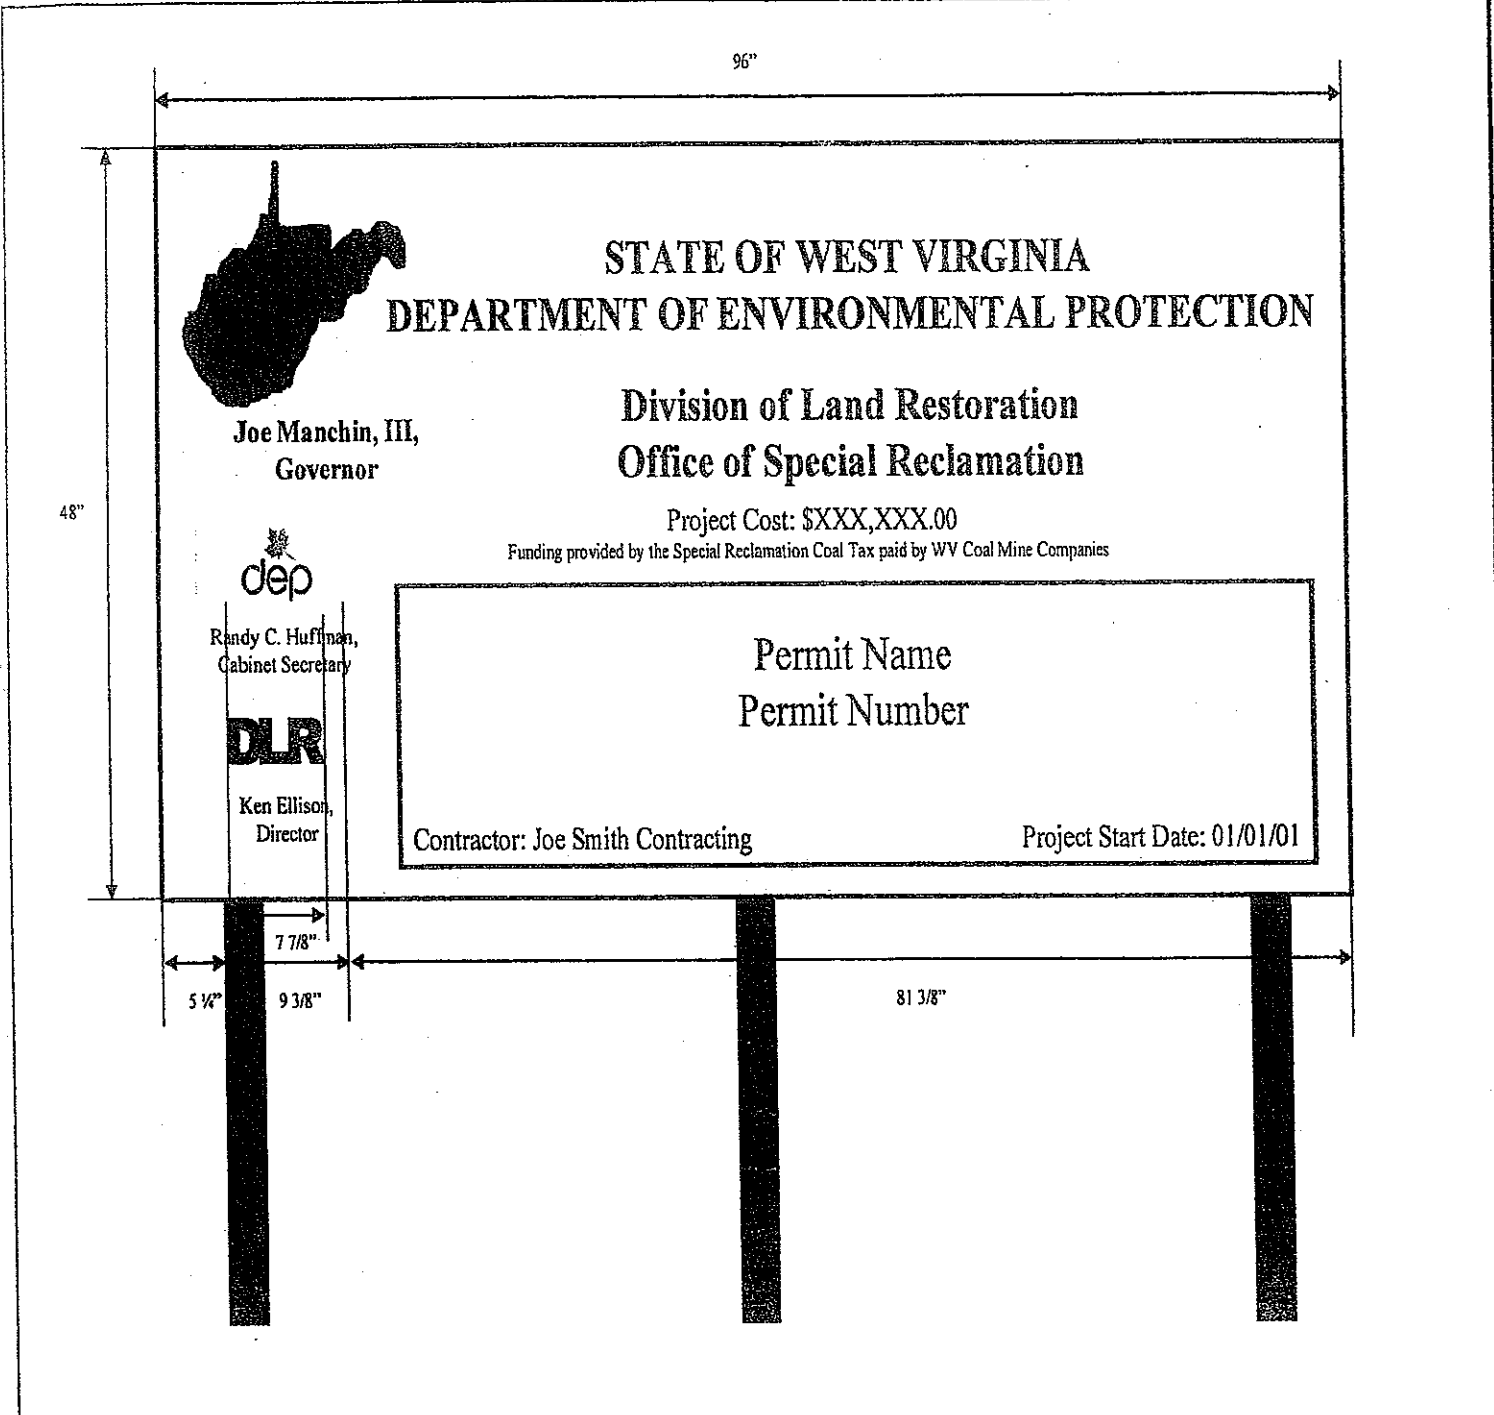 96”
STATE OF WEST VIRGINIA
DEPARTMENT OF ENVIRONMENTAL PROTECTION
Division of Land Restoration
Office of Special Reclamation
Project Cost: $XXX,XXX.00
Funding provided by the Special Reclamation Coal Tax paid by WV Coal Mine Companies
Joe Manchin, III,
Governor
48”
dep
Randy C. Huffman,
Cabinet Secretary
DLR
Ken Ellison,
Director
Permit Name
Permit Number
Contractor: Joe Smith Contracting
Project Start Date: 01/01/01
7 7/8”
5 ¼”
9 3/8”
81 3/8”